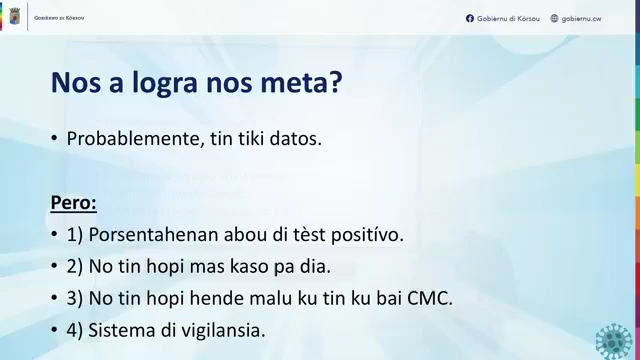 GOBIÈRNU DI KÒRSOU
Gobièrnu di Kòrsou
gobiernu.cw
Nos a logra nos meta?
• Probablemente, tin tiki datos.
Pero:
• 1) Porsentahenan abou di tèst positívo.
• 2) No tin hopi mas kaso pa dia.
• 3) No tin hopi hende malu ku tin ku bai CMC.
• 4) Sistema di vigilansia.